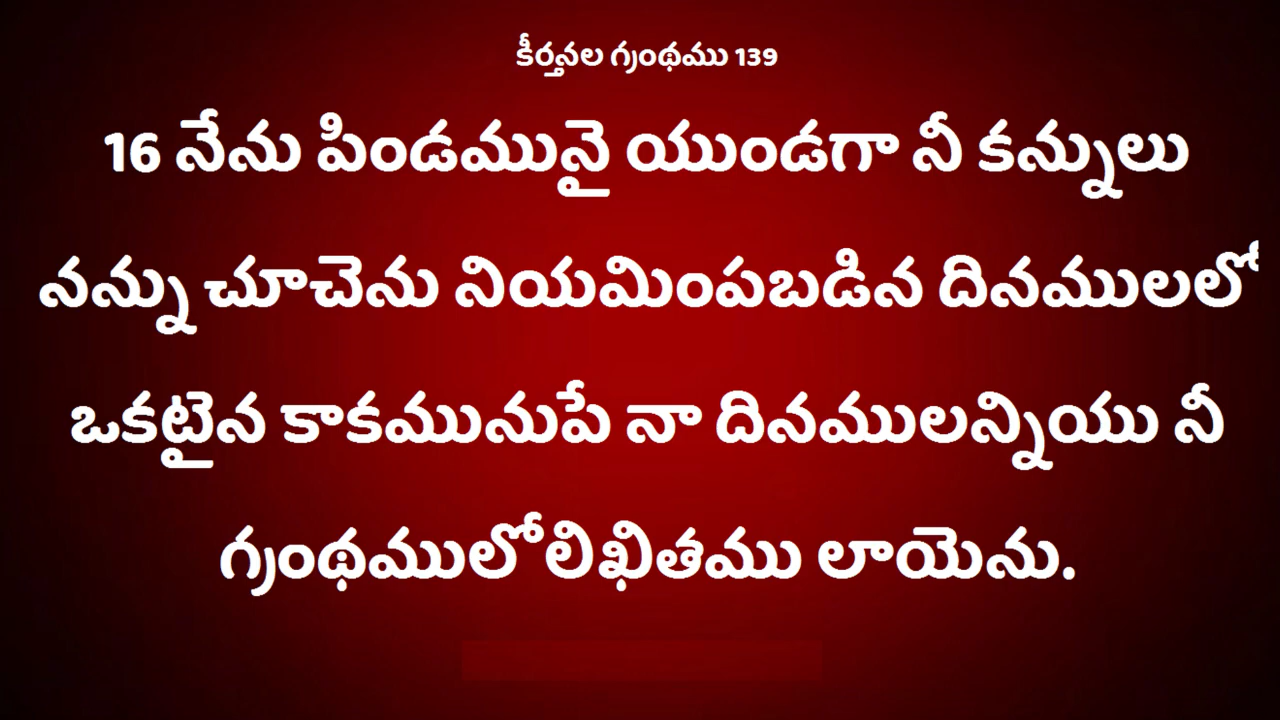 కీర్తనల గ్రంథము 139
16 నేను పిండమునై యుండగా నీ కన్నులు
నన్ను చూచెను నియమింపబడిన దినములలో
ఒకటైన కాకమునుపే నా దినములన్నియు నీ
గ్రంథములోలిఖితము లాయెను.